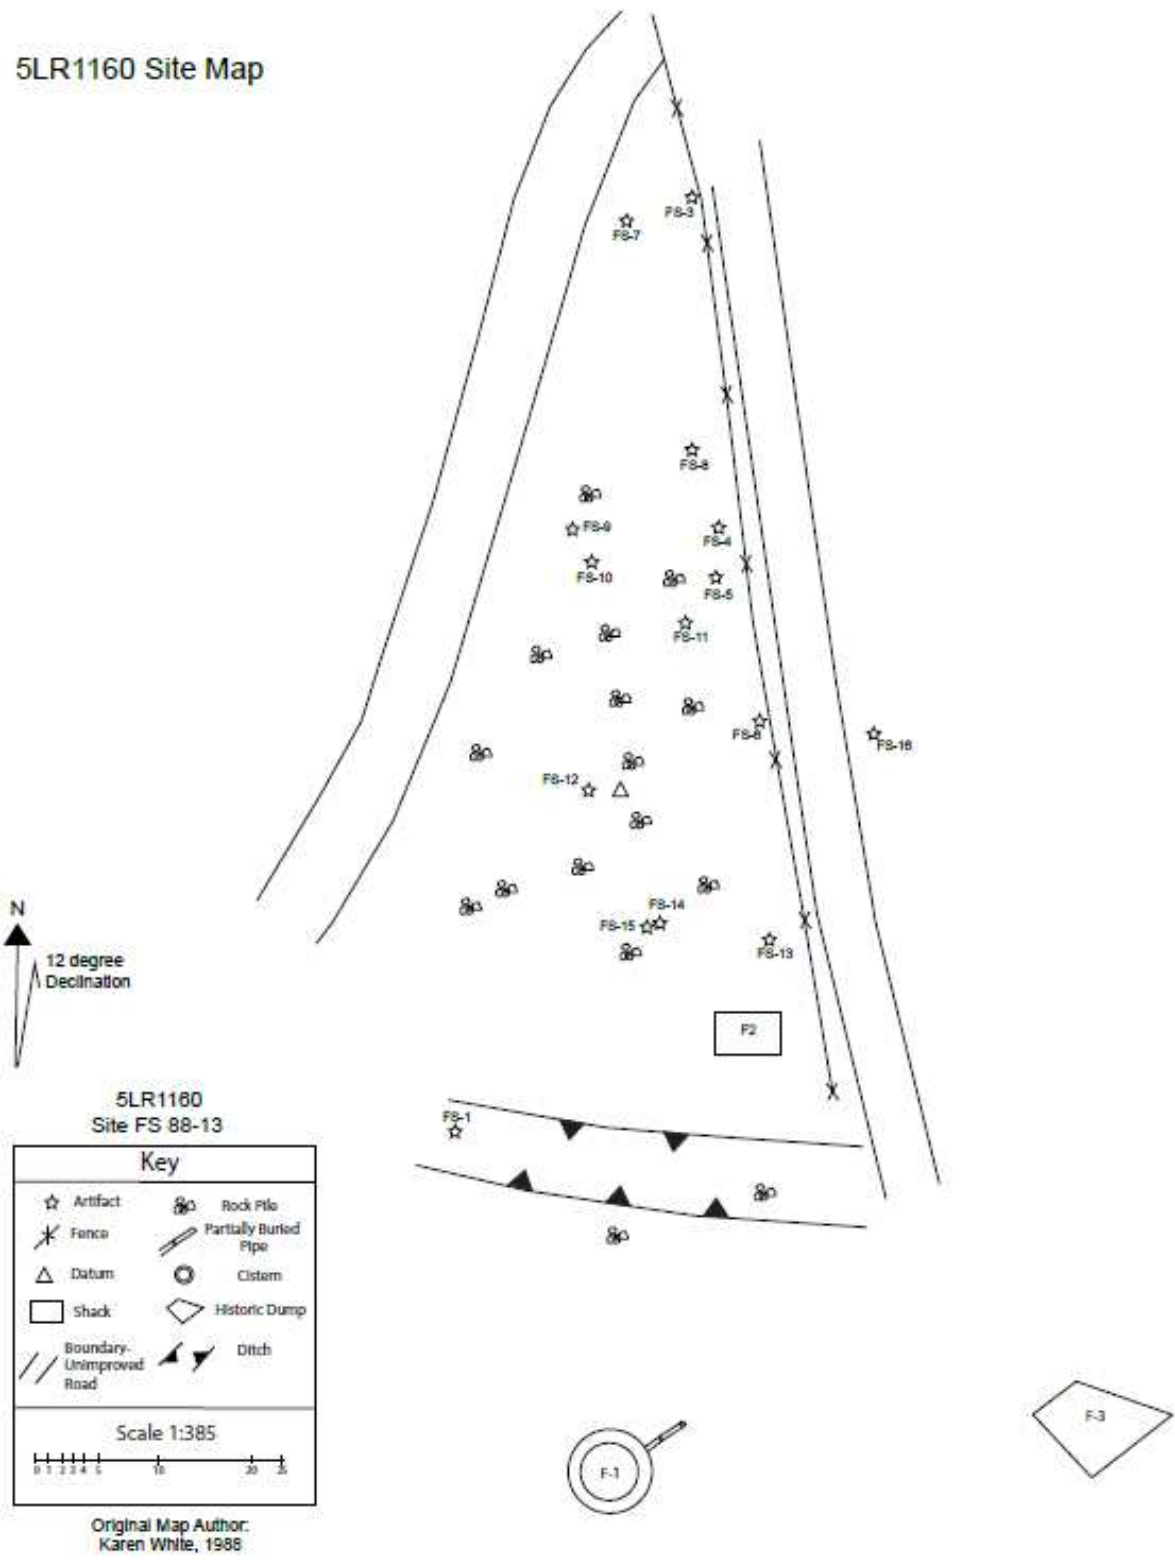 5LR1160 Site Map
FS-3
FS-7
FS-8
FS-9
FS-4
FS-10
FS-5
FS-11
FS-6
FS-16
FS-12
FS-14
FS-15
FS-13
N
12 degree
Declination
F2
FS-1
5LR1160
Site FS 88-13
Key
Artifact
Rock Pile
Fence
Partially Buried
Pipe
Datum
Cistern
Shack
Historic Dump
Boundary-
Unimproved
Road
Ditch
Scale 1:385
0 1 2 3 4 5 10 20 25
F-1
F-3
Original Map Author:
Karen White, 1988